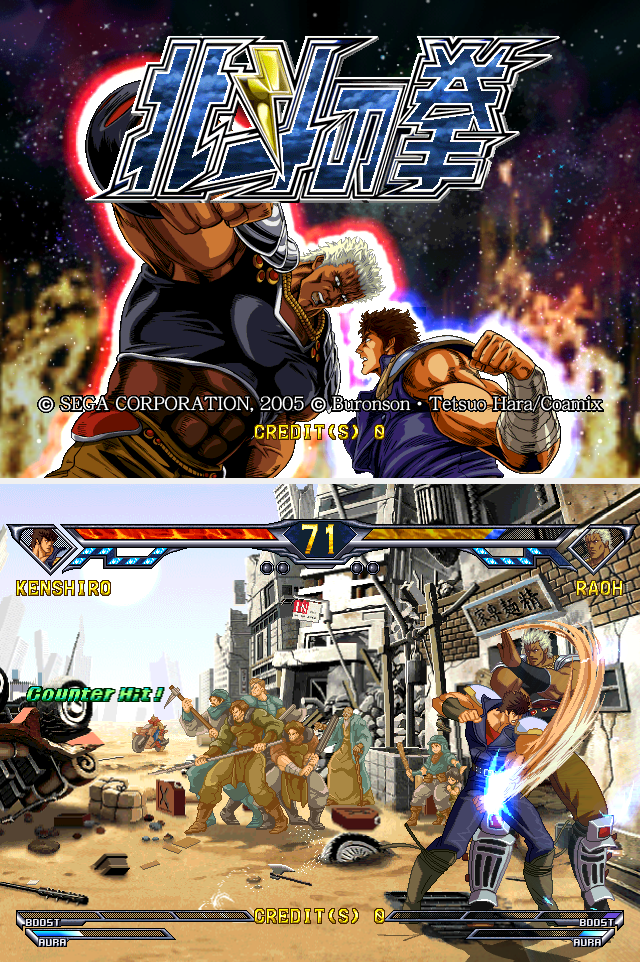 北斗の拳
© SEGA CORPORATION, 2005 © Buronson・Tetsuo Hara/Coamix
CREDIT(S) 0
71
KENSHIRO
RAOH
Counter Hit!
CREDIT(S) 0
BOOST
BOOST
AURA
AURA